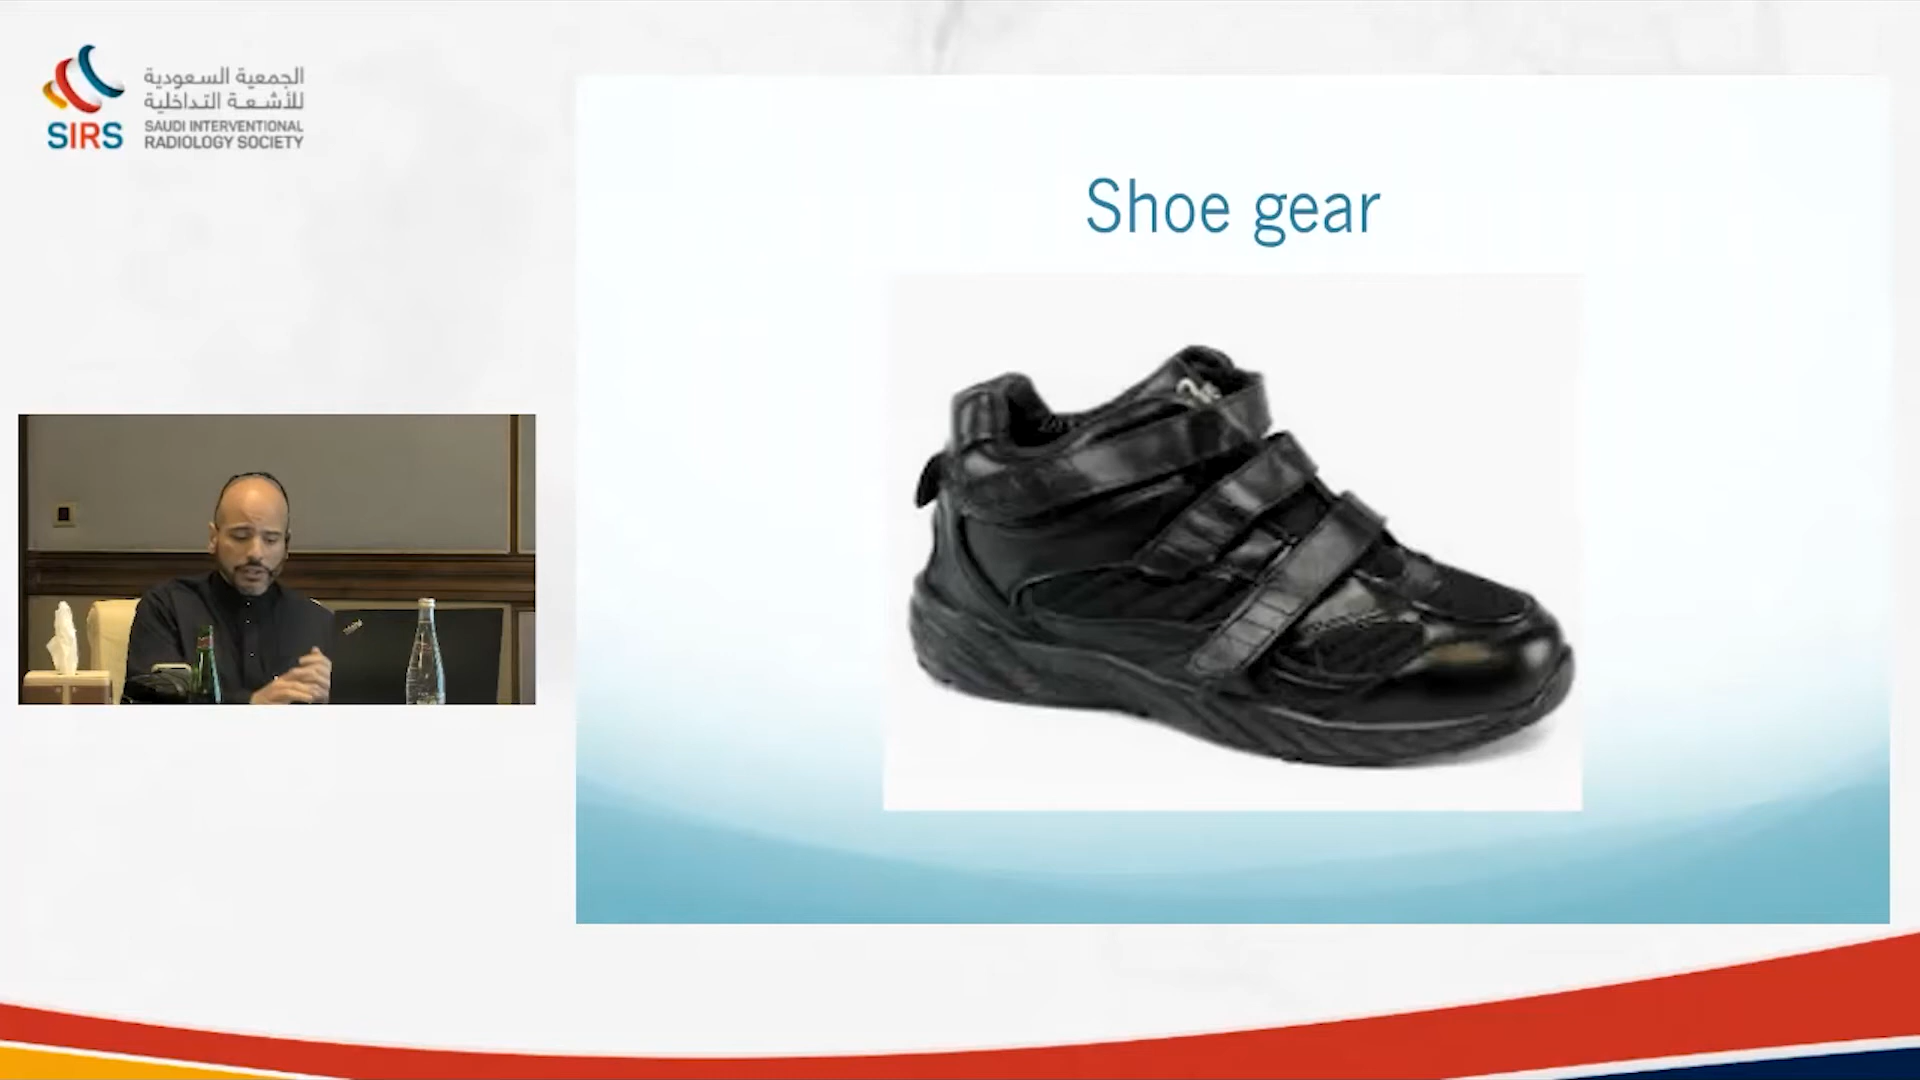 الجمعية السعودية
للأشعة التداخلية
SIRS
SAUDI INTERVENTIONAL
RADIOLOGY SOCIETY
Shoe gear